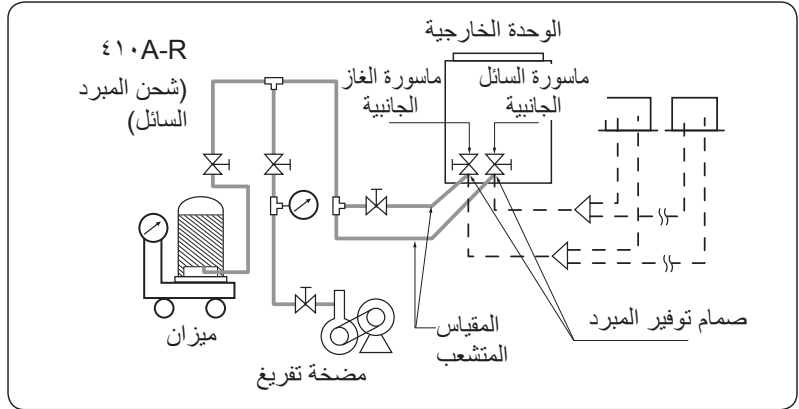 الوحدة الخارجية
٤١٠A-R
(شحن المبرد
السائل)
ماسورة السائل
الجانبية
ماسورة الغاز
الجانبية
صمام توفير المبرد
المقياس
المتشعب
ميزان
مضخة تفريغ